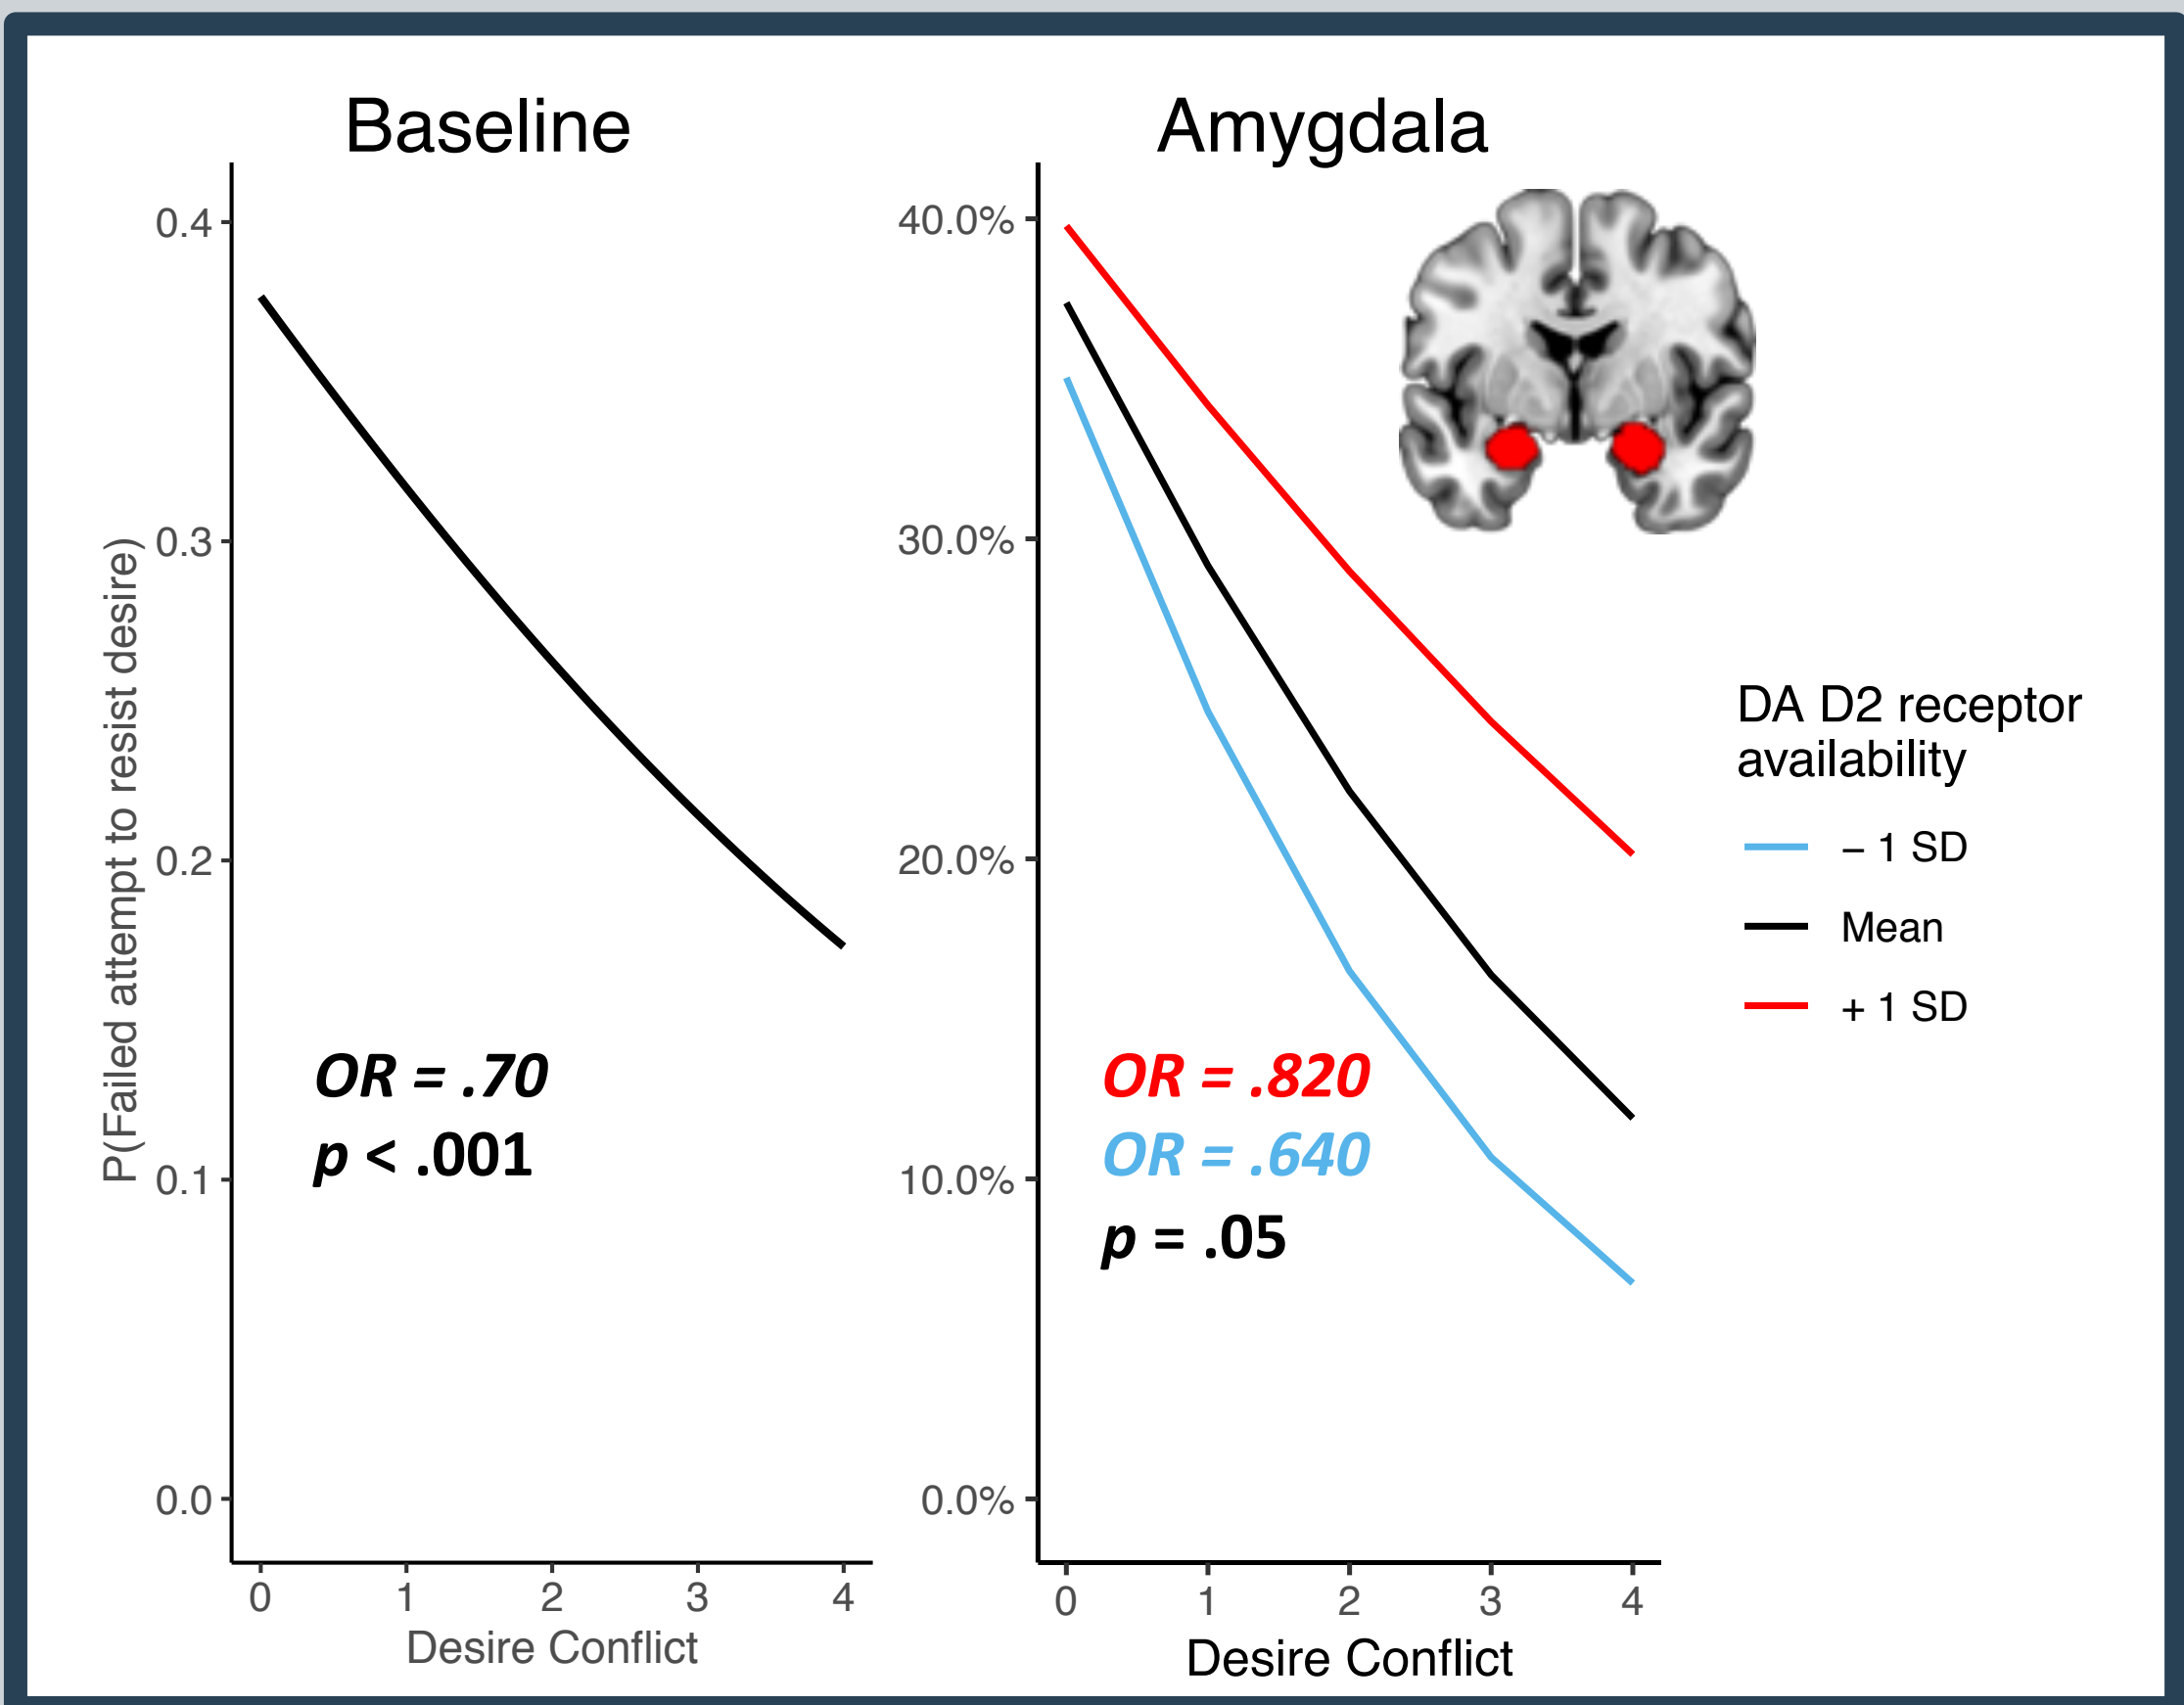 Baseline
P(Failed attempt to resist desire)
0.4
0.3
0.2
0.1
0.0
OR = .70
p < .001
0 1 2 3 4
Desire Conflict
Amygdala
40.0%
30.0%
20.0%
10.0%
0.0%
OR = .820
OR = .640
p = .05
0 1 2 3 4
Desire Conflict
DA D2 receptor
availability
– 1 SD
Mean
+ 1 SD